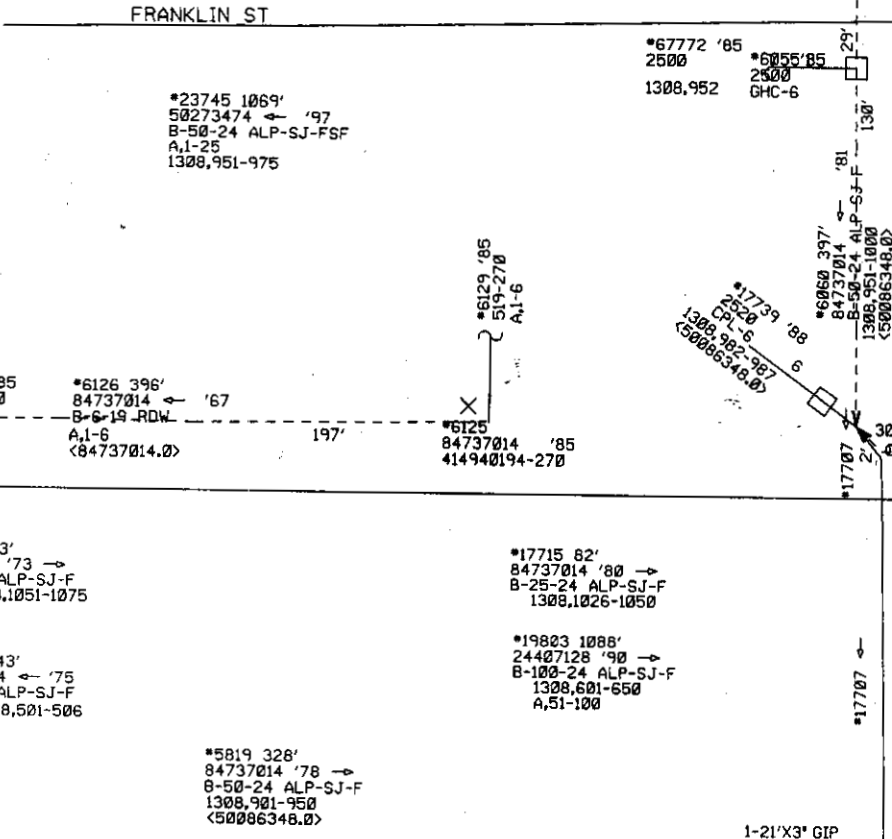 FRANKLIN ST
*67772 '85
2500
1308,952
*6055'85
2500
GHC-6
29'
130'
*23745 1069'
50273474 ← '97
B-50-24 ALP-SJ-FSF
A,1-25
1308,951-975
*6060 397'
84737014 ← '81
B-50-24 ALP-SJ-F
1308,951-1000
<50086348.0>
*6129 '85
519-270
A,1-6
*17739 '88
2520
CPL-6
1308,982-987
<50086348.0>
6
85
0
*6126 396'
84737014 ← '67
B-6-19 RDW
A,1-6
<84737014.0>
197'
*6125
84737014 '85
414940194-270
30
2'
*17707
3'
'73 →
ALP-SJ-F
,1051-1075
*17715 82'
84737014 '80 →
B-25-24 ALP-SJ-F
1308,1026-1050
43'
4 ← '75
ALP-SJ-F
8,501-506
*19803 1088'
24407128 '90 →
B-100-24 ALP-SJ-F
1308,601-650
A,51-100
*17707 →
*5819 328'
84737014 '78 →
B-50-24 ALP-SJ-F
1308,901-950
<50086348.0>
1-21'X3" GIP